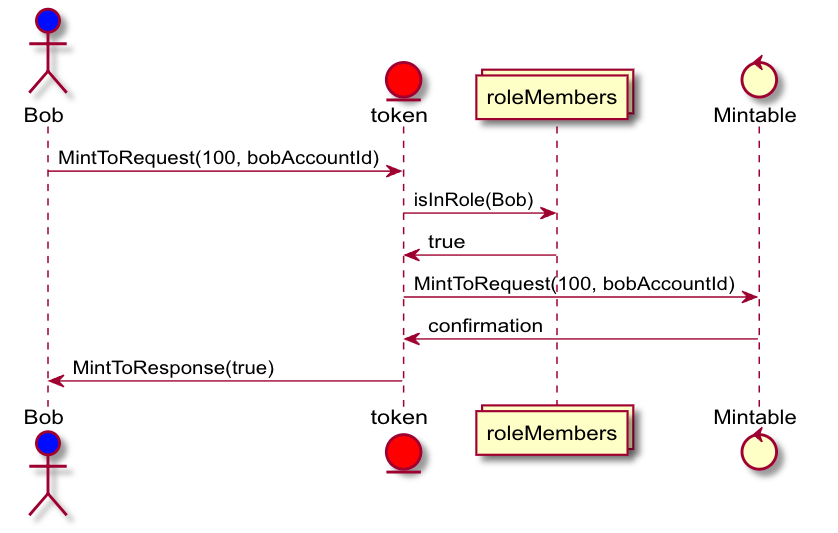 Bob
token
roleMembers
Mintable
MintToRequest(100, bobAccountId)
isInRole(Bob)
true
MintToRequest(100, bobAccountId)
confirmation
MintToResponse(true)
Bob
token
roleMembers
Mintable